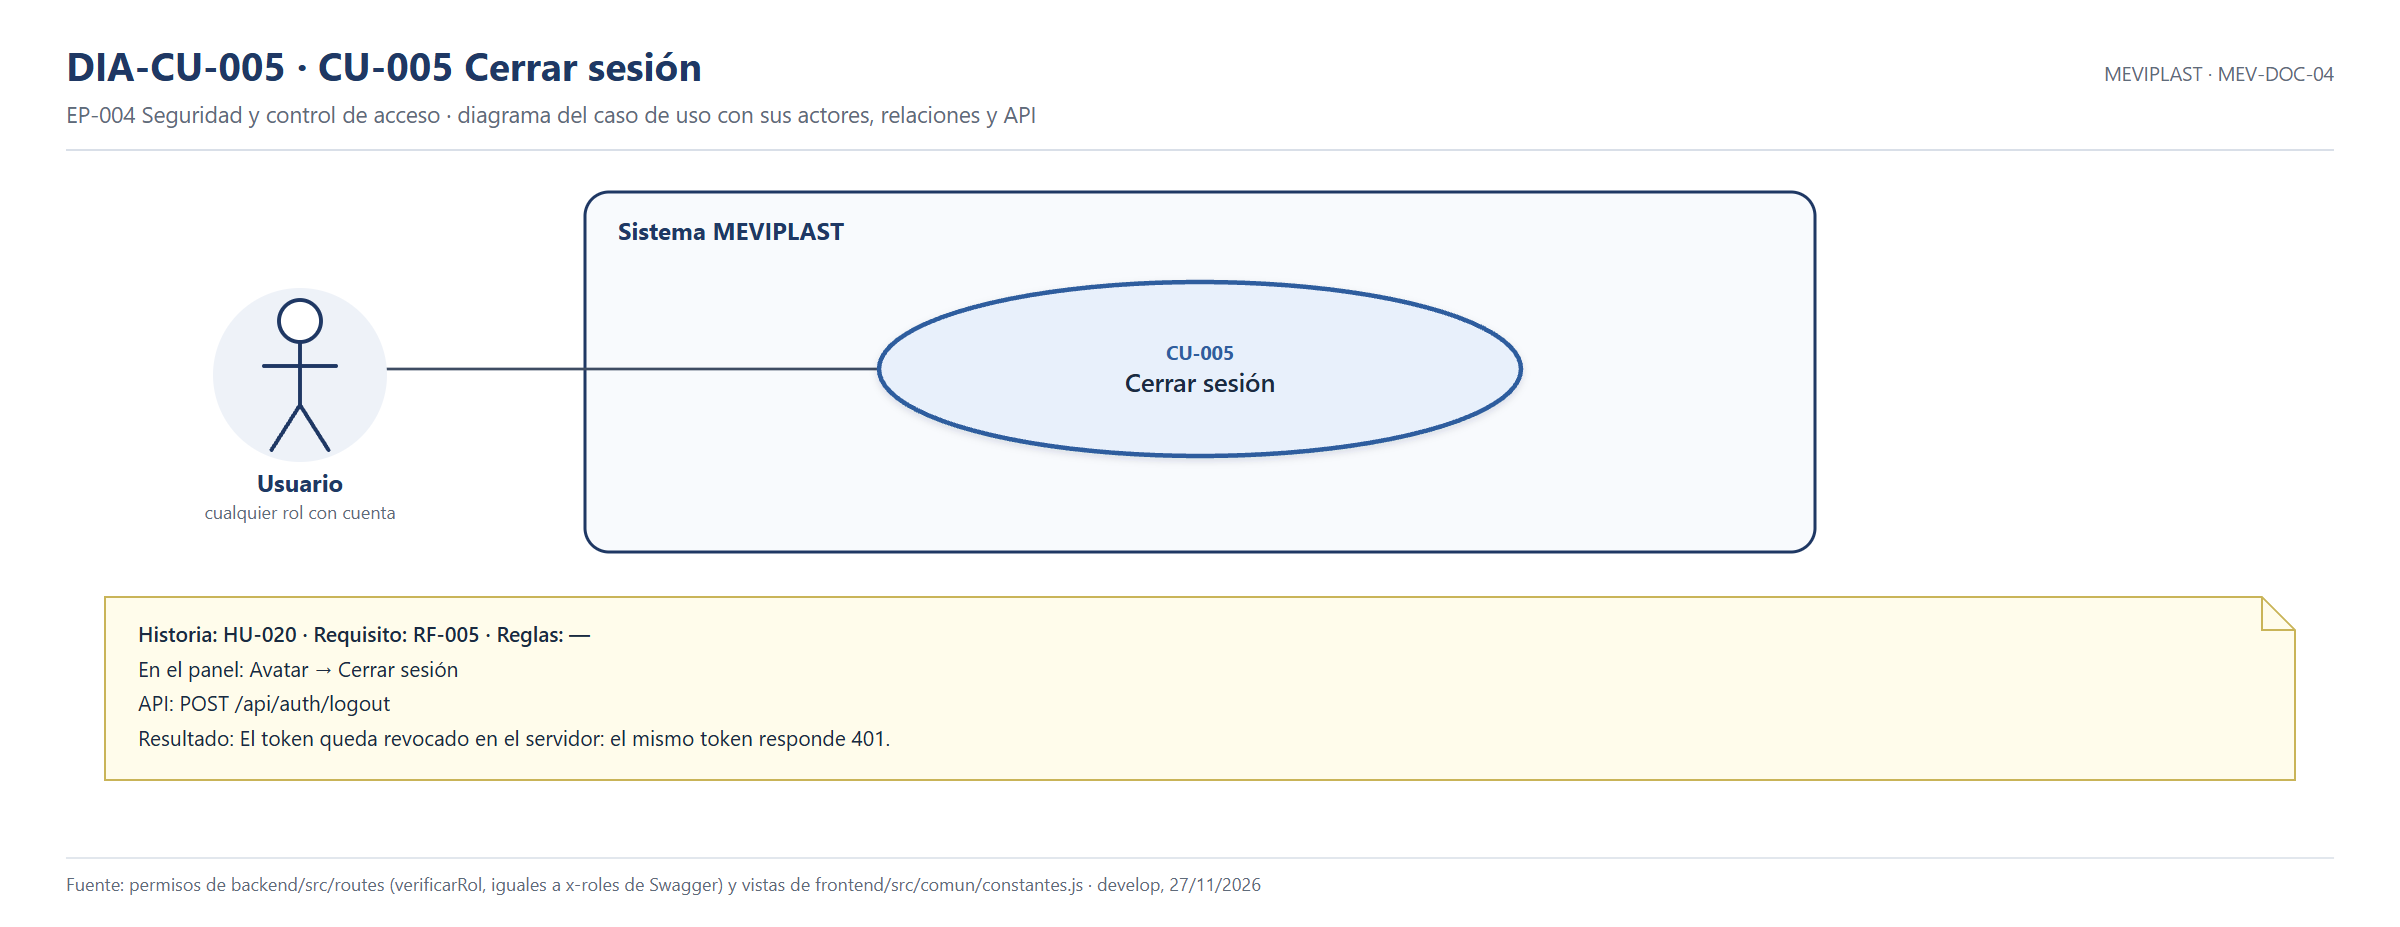 DIA-CU-005 · CU-005 Cerrar sesión
MEVIPLAST · MEV-DOC-04
EP-004 Seguridad y control de acceso · diagrama del caso de uso con sus actores, relaciones y API
Sistema MEVIPLAST
CU-005
Cerrar sesión
Usuario
cualquier rol con cuenta
Historia: HU-020 · Requisito: RF-005 · Reglas: —
En el panel: Avatar → Cerrar sesión
API: POST /api/auth/logout
Resultado: El token queda revocado en el servidor: el mismo token responde 401.
Fuente: permisos de backend/src/routes (verificarRol, iguales a x-roles de Swagger) y vistas de frontend/src/comun/constantes.js · develop, 27/11/2026